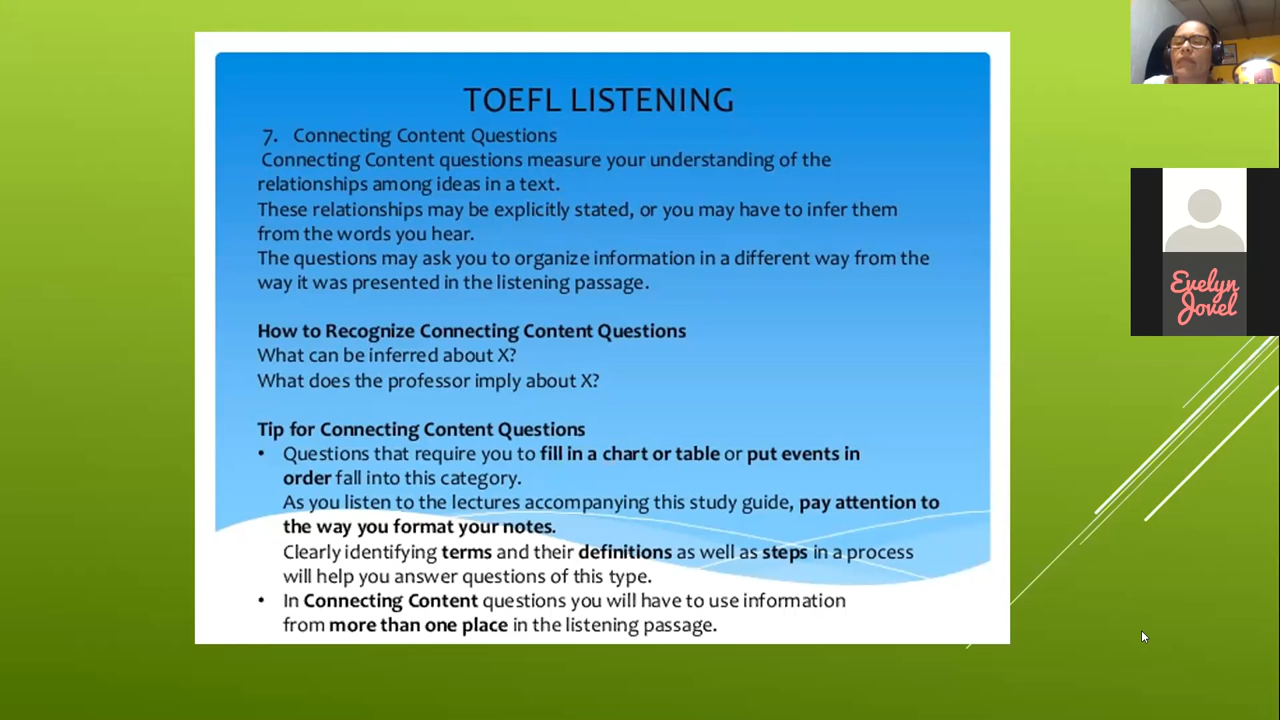 TOEFL LISTENING
7. Connecting Content Questions
Connecting Content questions measure your understanding of the
relationships among ideas in a text.
These relationships may be explicitly stated, or you may have to infer them
from the words you hear.
The questions may ask you to organize information in a different way from the
way it was presented in the listening passage.
How to Recognize Connecting Content Questions
What can be inferred about X?
What does the professor imply about X?
Tip for Connecting Content Questions
• Questions that require you to fill in a chart or table or put events in
order fall into this category.
As you listen to the lectures accompanying this study guide, pay attention to
the way you format your notes.
Clearly identifying terms and their definitions as well as steps in a process
will help you answer questions of this type.
• In Connecting Content questions you will have to use information
from more than one place in the listening passage.
Evelyn
Jovel